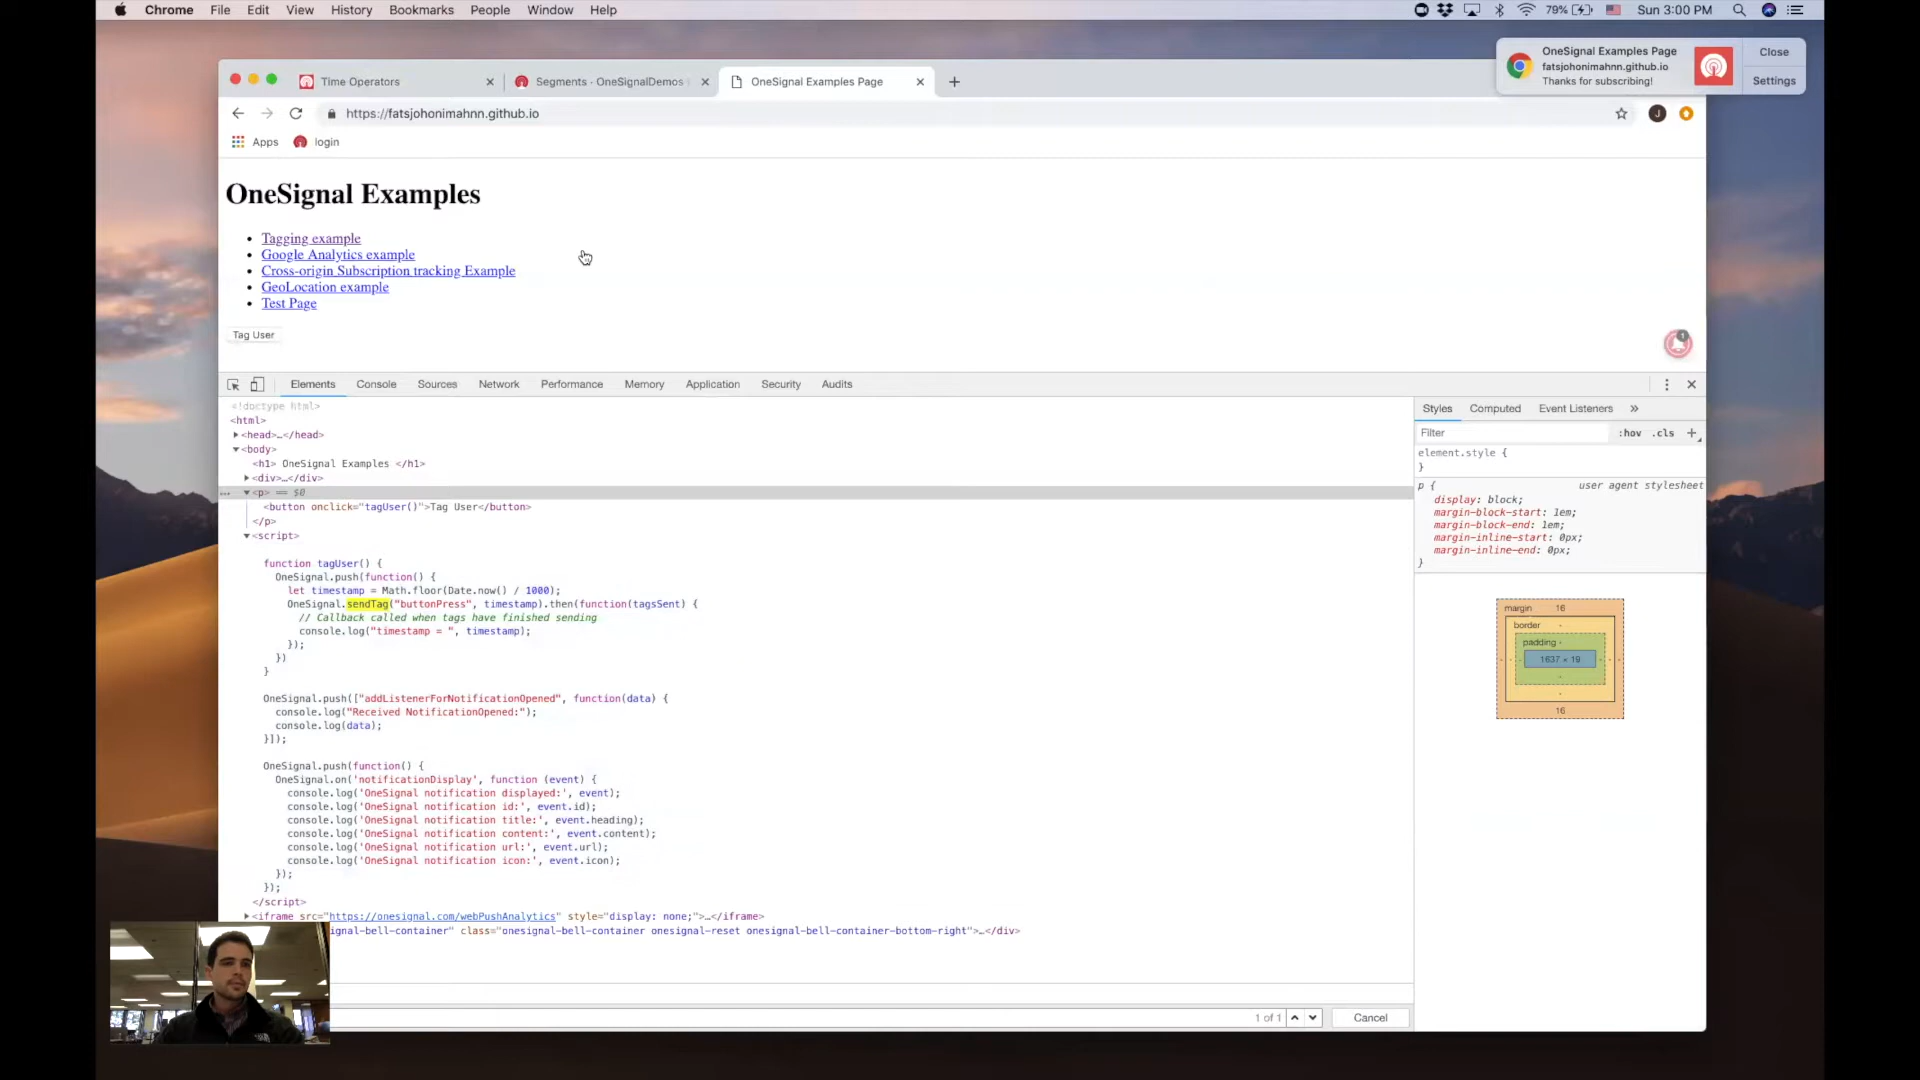 Chrome File Edit View History Bookmarks People Window Help
79% Sun 3:00 PM
OneSignal Examples Page
fatsjohonimahnn.github.io
Thanks for subscribing!
Close
Settings
Time Operators
Segments · OneSignalDemos
OneSignal Examples Page
https://fatsjohonimahnn.github.io
J
Apps login
OneSignal Examples
Tagging example
Google Analytics example
Cross-origin Subscription tracking Example
GeoLocation example
Test Page
Tag User
1
Elements Console Sources Network Performance Memory Application Security Audits
<!doctype html>
<html>
<head>…</head>
<body>
<h1> OneSignal Examples </h1>
<div>…</div>
<p> == $0
<button onclick="tagUser()">Tag User</button>
</p>
<script>
function tagUser() {
OneSignal.push(function() {
let timestamp = Math.floor(Date.now() / 1000);
OneSignal.sendTag("buttonPress", timestamp).then(function(tagsSent) {
// Callback called when tags have finished sending
console.log("timestamp = ", timestamp);
});
})
}
OneSignal.push(["addListenerForNotificationOpened", function(data) {
console.log("Received NotificationOpened:");
console.log(data);
}]);
OneSignal.push(function() {
OneSignal.on('notificationDisplay', function (event) {
console.log('OneSignal notification displayed:', event);
console.log('OneSignal notification id:', event.id);
console.log('OneSignal notification title:', event.heading);
console.log('OneSignal notification content:', event.content);
console.log('OneSignal notification url:', event.url);
console.log('OneSignal notification icon:', event.icon);
});
});
</script>
<iframe src="https://onesignal.com/webPushAnalytics" style="display: none;">…</iframe>
ignal-bell-container" class="onesignal-bell-container onesignal-reset onesignal-bell-container-bottom-right">…</div>
1 of 1 Cancel
Styles Computed Event Listeners »
Filter :hov .cls +
element.style {
}
p { user agent stylesheet
display: block;
margin-block-start: 1em;
margin-block-end: 1em;
margin-inline-start: 0px;
margin-inline-end: 0px;
}
margin 16
border -
padding -
1637 × 19
16